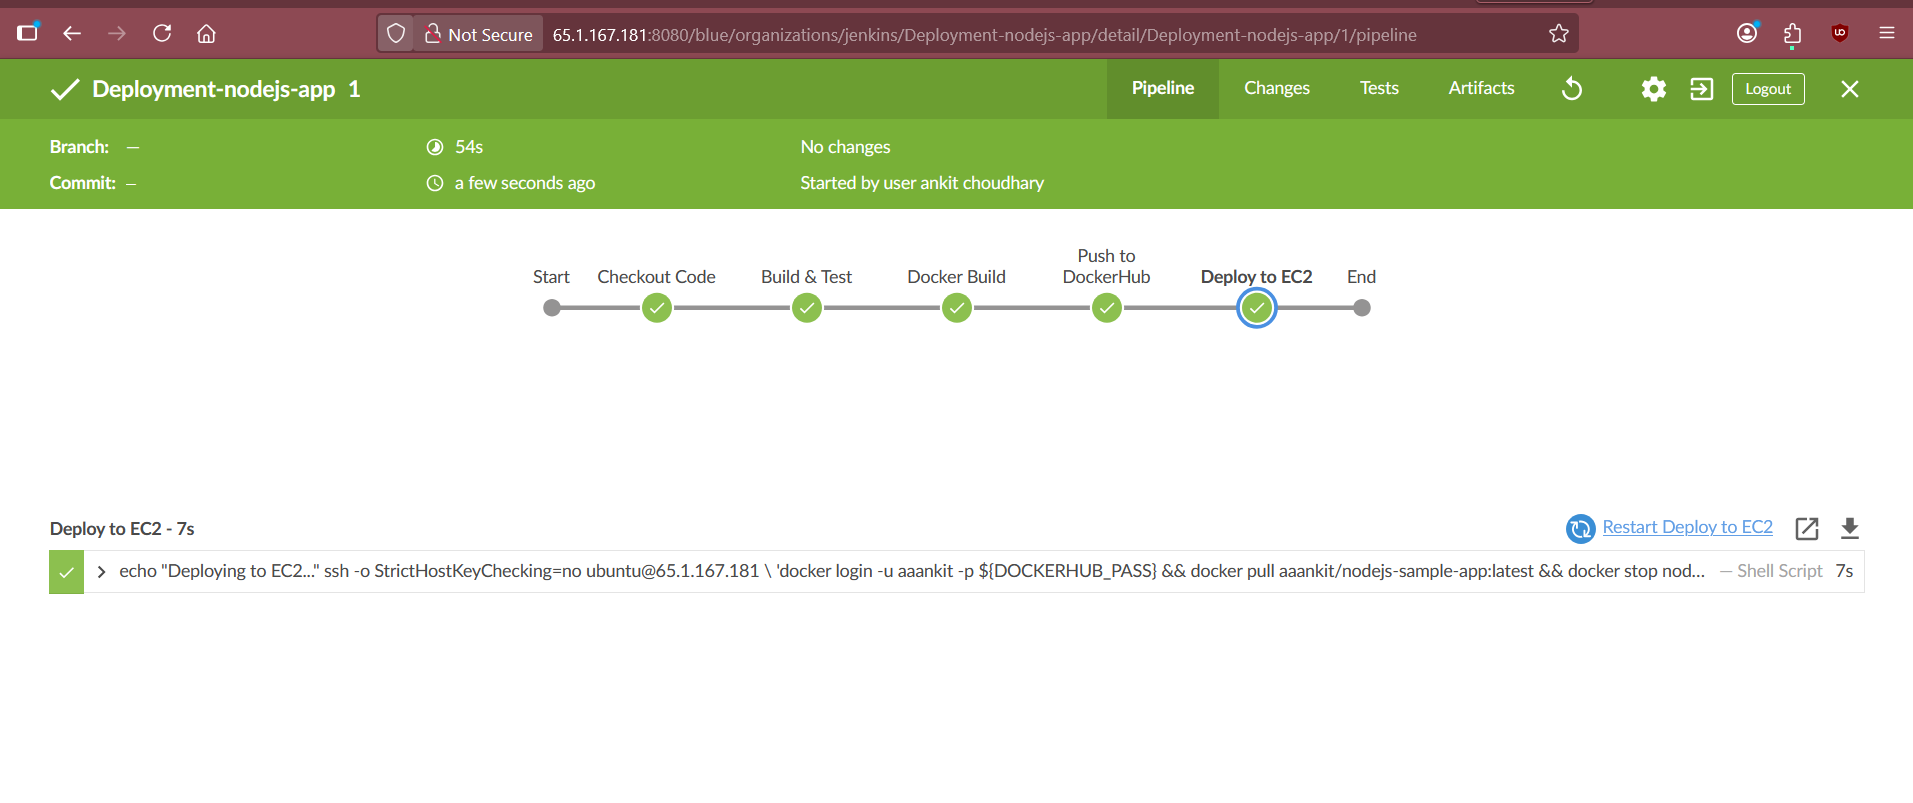 Not Secure 65.1.167.181:8080/blue/organizations/jenkins/Deployment-nodejs-app/detail/Deployment-nodejs-app/1/pipeline
Deployment-nodejs-app 1 Pipeline Changes Tests Artifacts Logout
Branch: — 54s No changes
Commit: – a few seconds ago Started by user ankit choudhary
Push to
Start Checkout Code Build & Test Docker Build DockerHub Deploy to EC2 End
Deploy to EC2 - 7s Restart Deploy to EC2
echo "Deploying to EC2..." ssh -o StrictHostKeyChecking=no ubuntu@65.1.167.181 \ 'docker login -u aaankit -p ${DOCKERHUB_PASS} && docker pull aaankit/nodejs-sample-app:latest && docker stop nod... — Shell Script 7s